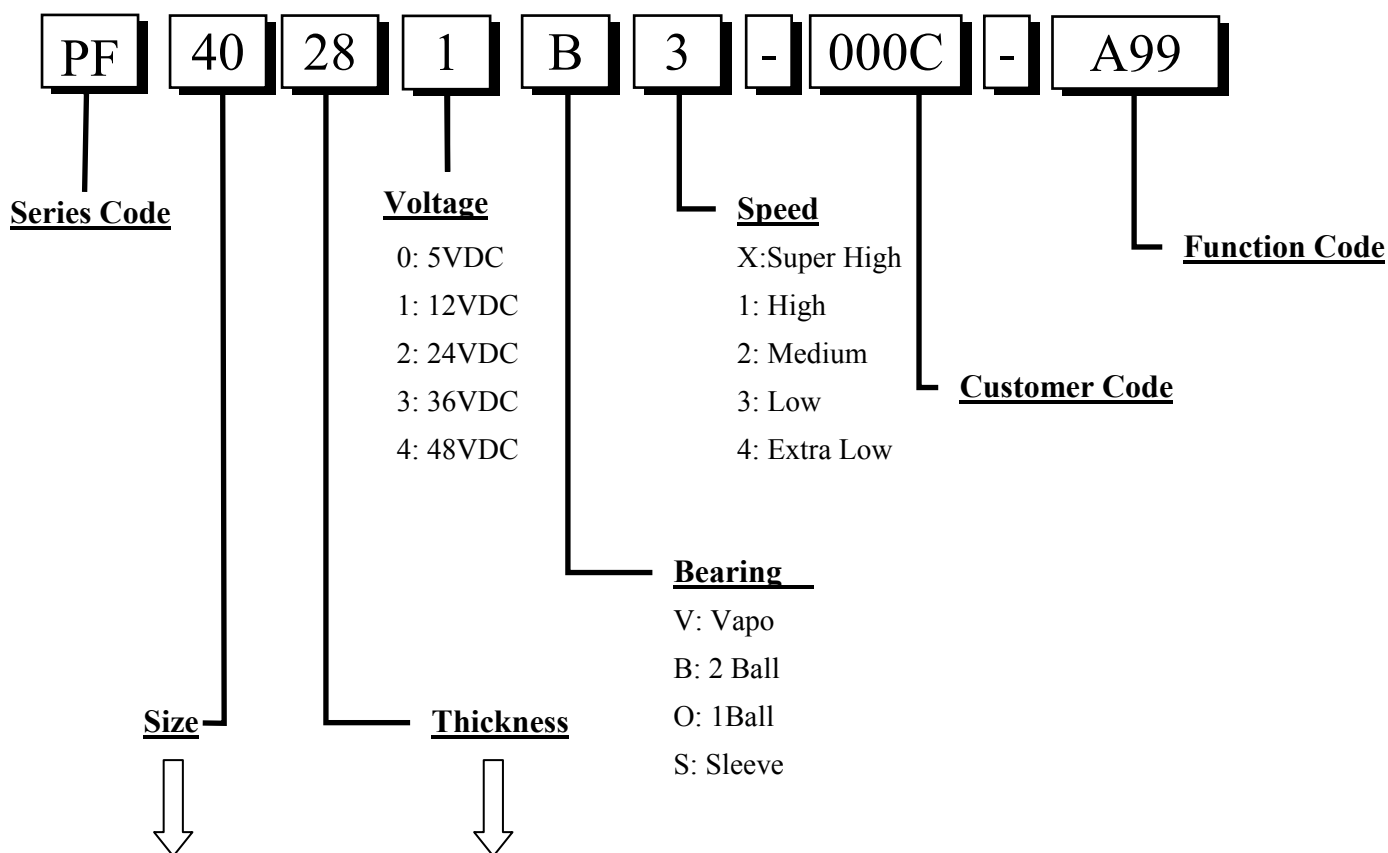 PF 40 28 1 B 3 - 000C - A99
Series Code
Voltage
0: 5VDC
1: 12VDC
2: 24VDC
3: 36VDC
4: 48VDC
Speed
X:Super High
1: High
2: Medium
3: Low
4: Extra Low
Function Code
Customer Code
Bearing
V: Vapo
B: 2 Ball
O: 1Ball
S: Sleeve
Size
Thickness